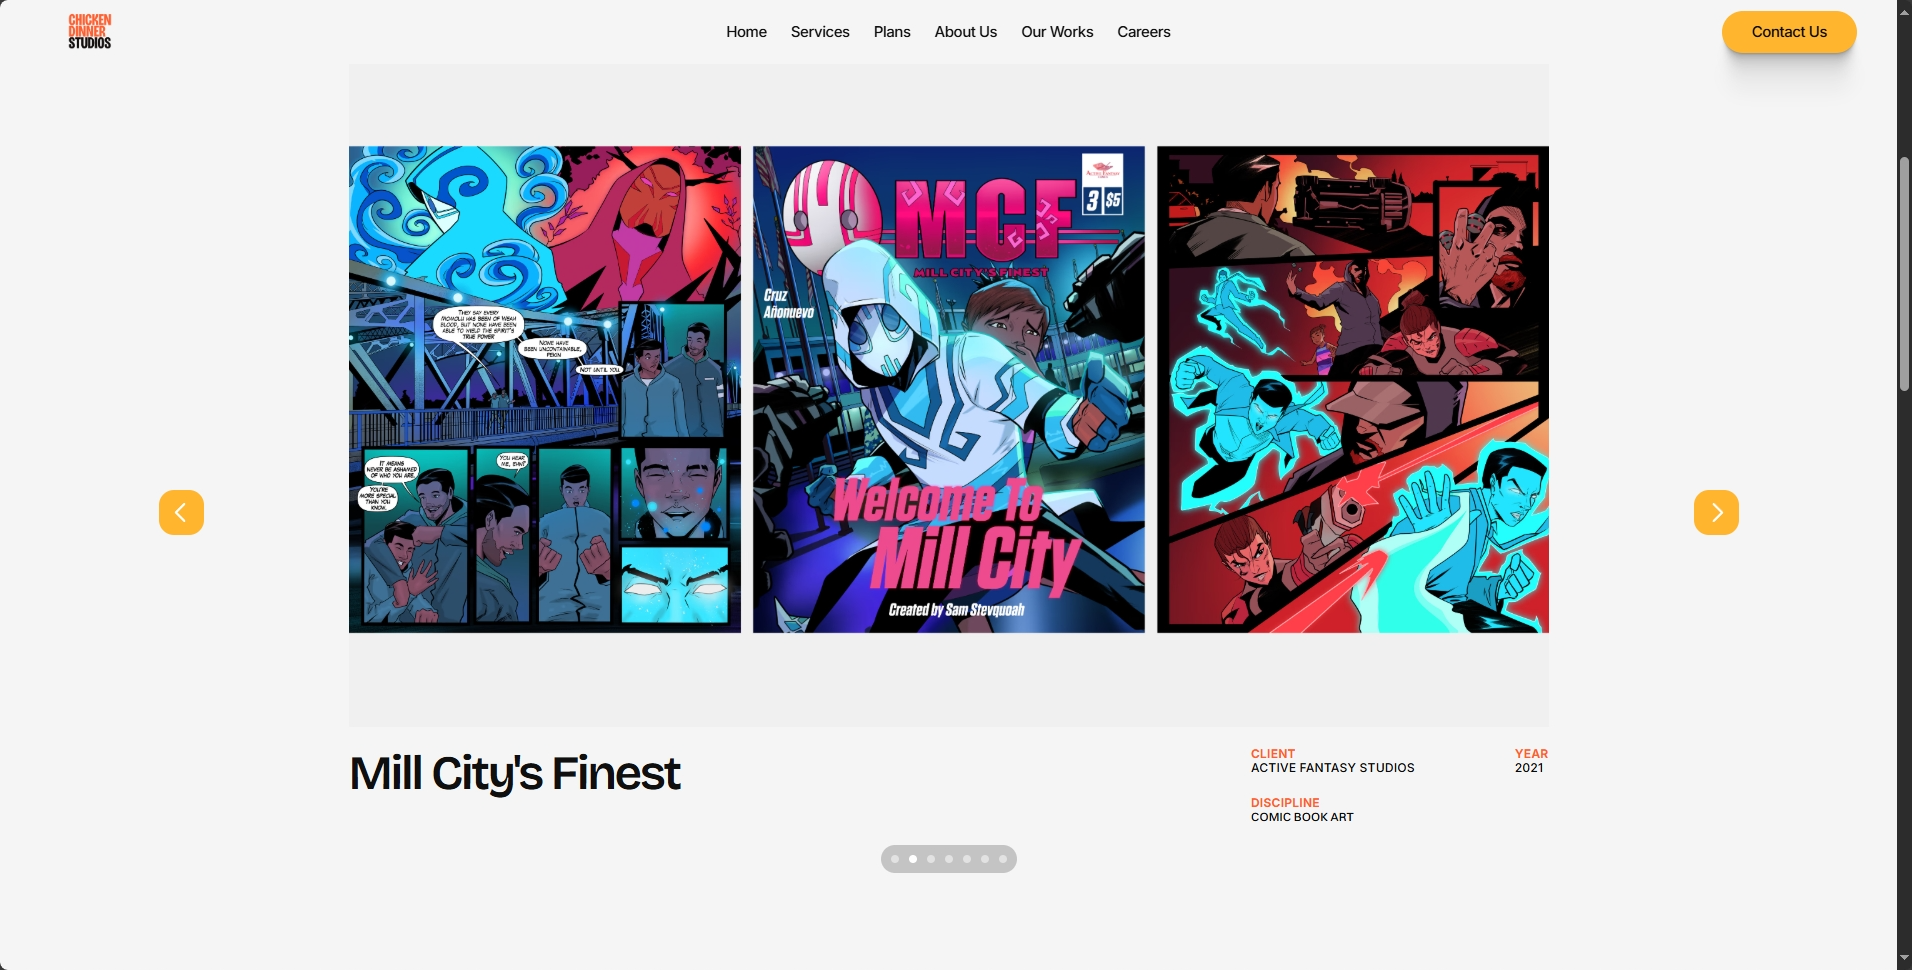 CHICKEN
DINNER
STUDIOS
Home
Services
Plans
About Us
Our Works
Careers
Contact Us
THEY SAY EVERY
MOMOLU HAS BEEN OF WEAH
BLOOD, BUT NONE HAVE BEEN
ABLE TO WIELD THE SPIRIT'S
TRUE POWER
NONE HAVE
BEEN UNCONTAINABLE,
NOT UNTIL YOU.
IT MEANS
NEVER BE ASHAMED
OF WHO YOU ARE.
YOU'RE
MORE SPECIAL
THAN YOU
KNOW.
YOU HEAR
ME,
ACTIVE FANTASY
3
$5
MCF
MILL CITY'S FINEST
Cruz
Añonuevo
Welcome To
Mill City
Created by Sam Stevquoah
Mill City's Finest
CLIENT
ACTIVE FANTASY STUDIOS
YEAR
2021
DISCIPLINE
COMIC BOOK ART